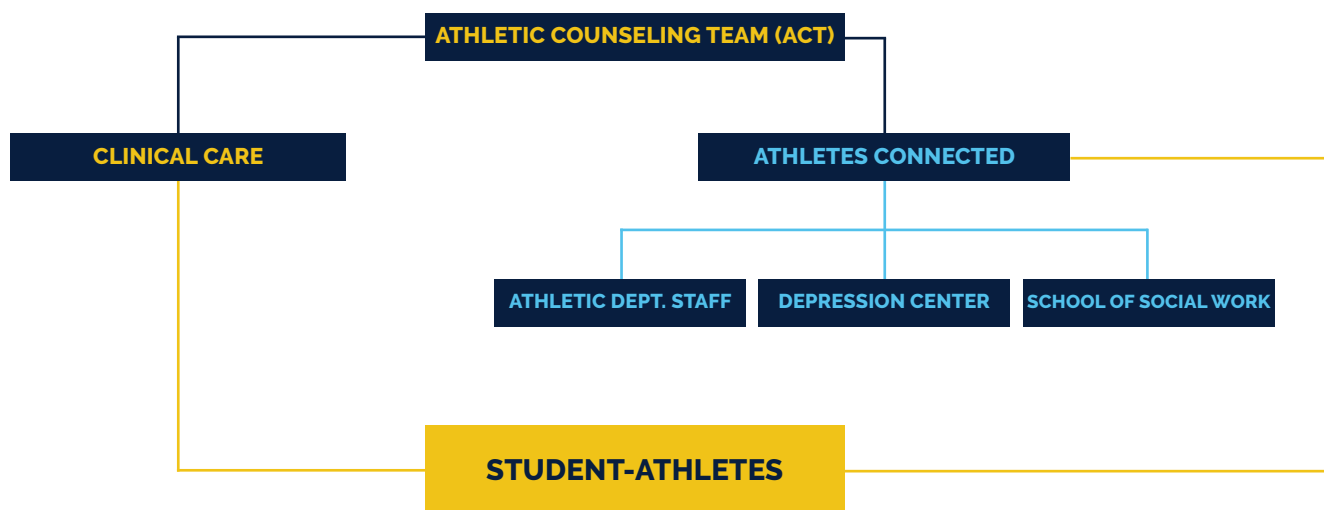 ATHLETIC COUNSELING TEAM (ACT)
CLINICAL CARE
ATHLETES CONNECTED
ATHLETIC DEPT. STAFF
DEPRESSION CENTER
SCHOOL OF SOCIAL WORK
STUDENT-ATHLETES